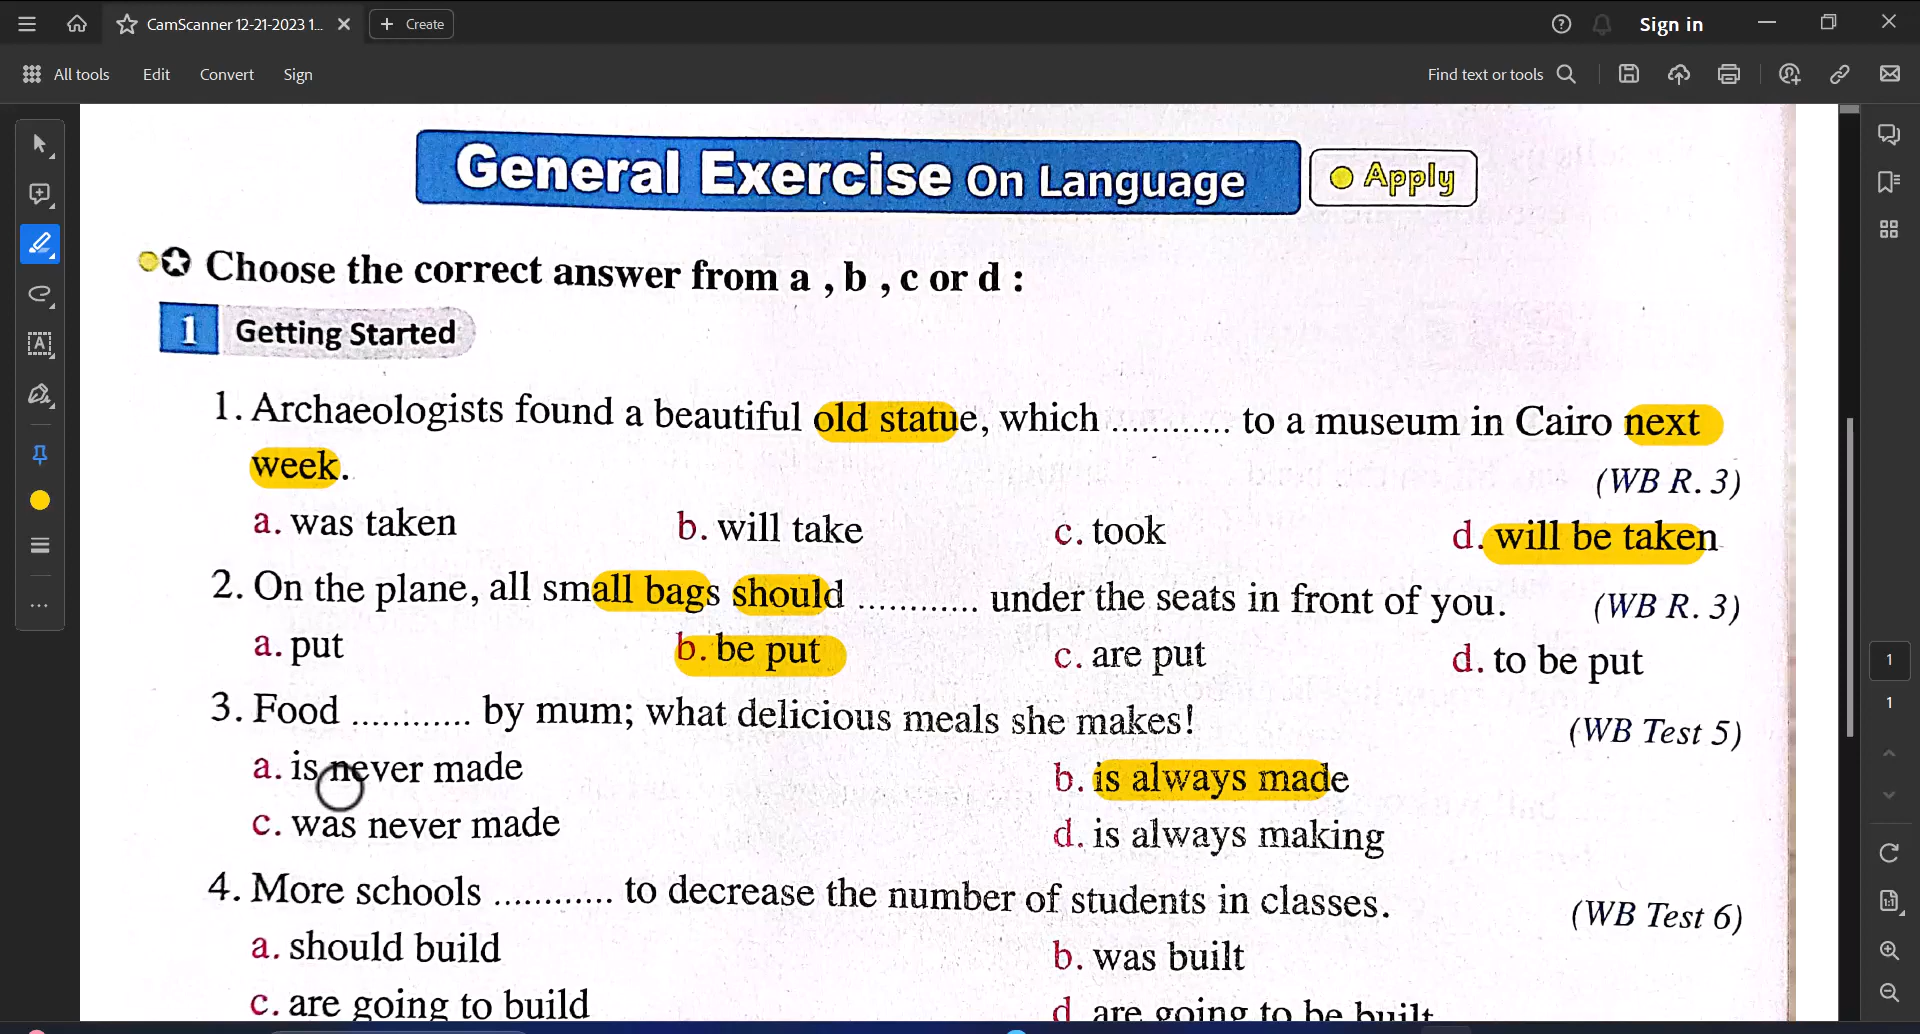 CamScanner 12-21-2023 1...
Create
Sign in
All tools
Edit
Convert
Sign
Find text or tools
General Exercise On Language
Apply
Choose the correct answer from a , b , c or d :
1 Getting Started
1. Archaeologists found a beautiful old statue, which ............ to a museum in Cairo next
week.
(WB R. 3)
a. was taken
b. will take
c. took
d. will be taken
2. On the plane, all small bags should ............ under the seats in front of you.
(WB R. 3)
a. put
b. be put
c. are put
d. to be put
3. Food ............ by mum; what delicious meals she makes!
(WB Test 5)
a. is never made
b. is always made
c. was never made
d. is always making
4. More schools ............ to decrease the number of students in classes.
(WB Test 6)
a. should build
b. was built
c. are going to build
d. are going to be built
1
1